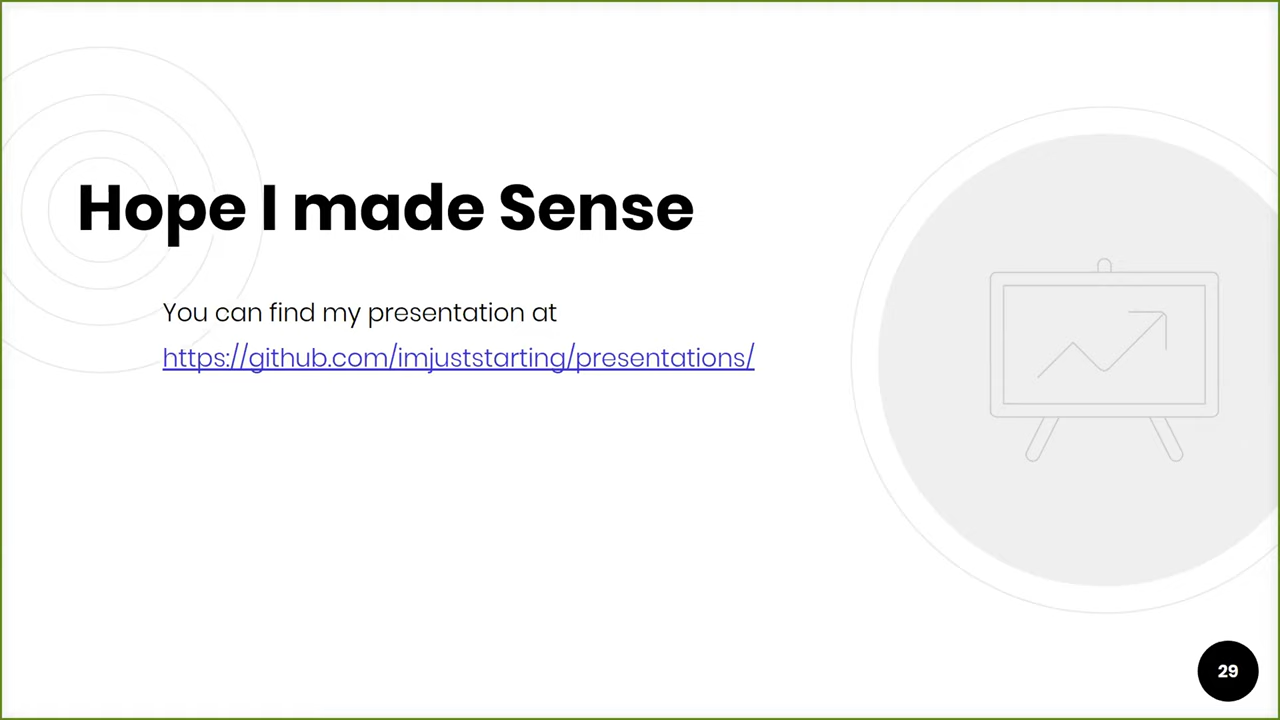 Hope I made Sense
You can find my presentation at
https://github.com/imjuststarting/presentations/
29